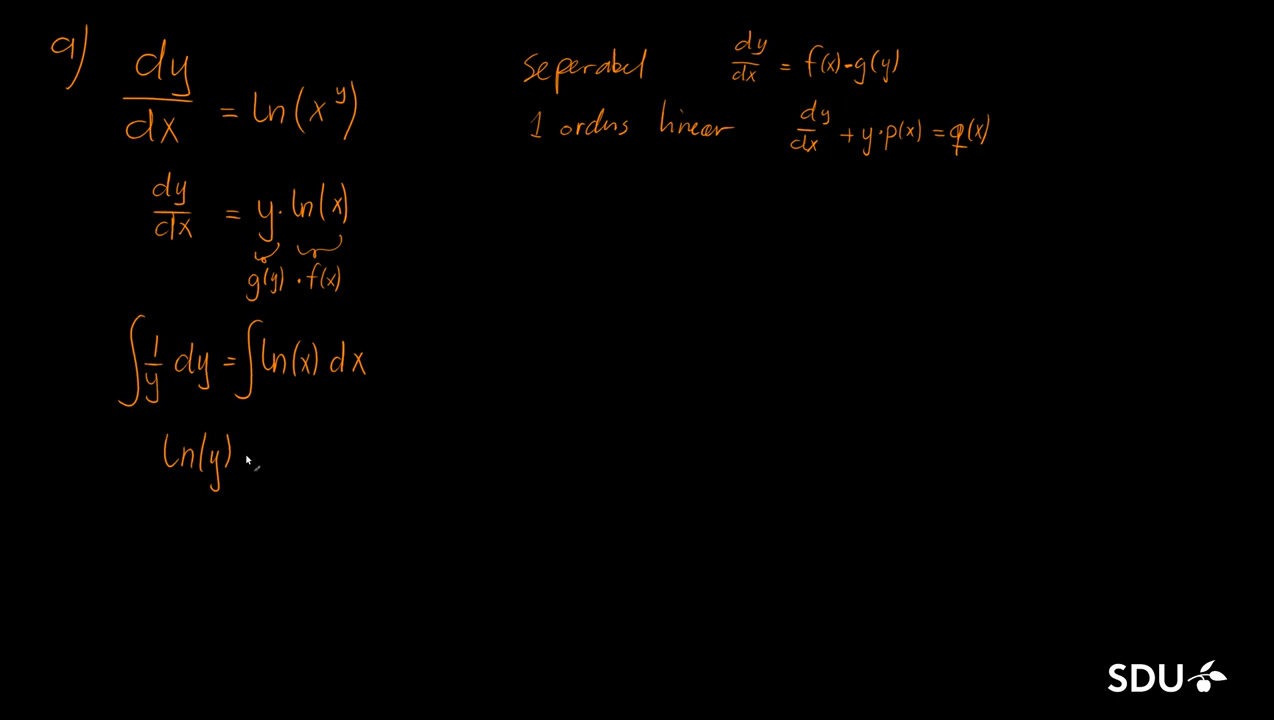 a) dy/dx = ln(x^y)
seperabel dy/dx = f(x)·g(y)
1 ordens lineær dy/dx + y·p(x) = q(x)
dy/dx = y·ln(x)
g(y)·f(x)
∫ 1/y dy = ∫ ln(x) dx
ln(y)
SDU